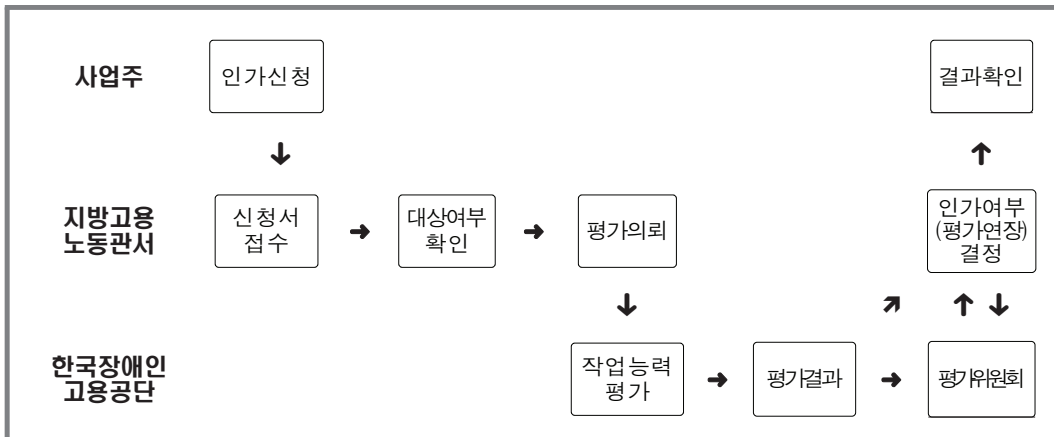 사업주
인가신청
결과확인
↓
↑
지방고용
노동관서
신청서
접수
➜
대상여부
확인
➜
평가의뢰
인가여부
(평가연장)
결정
↓
↗
↑ ↓
한국장애인
고용공단
작업능력
평가
➜
평가결과
➜
평가위원회